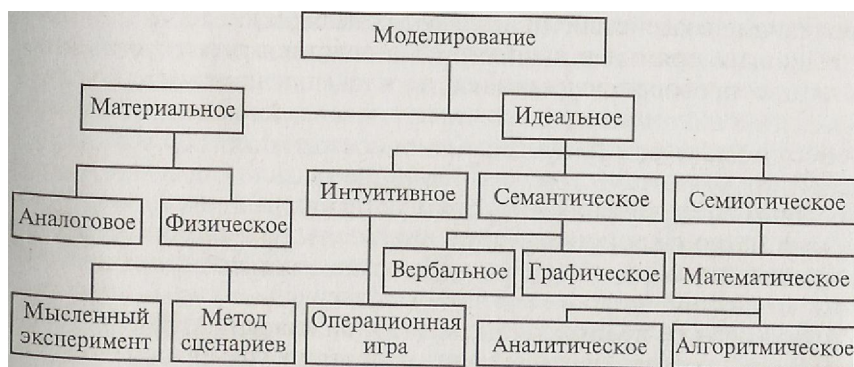 Моделирование
Материальное
Идеальное
Интуитивное
Семантическое
Семиотическое
Аналоговое
Физическое
Вербальное
Графическое
Математическое
Мысленный
эксперимент
Метод
сценариев
Операционная
игра
Аналитическое
Алгоритмическое